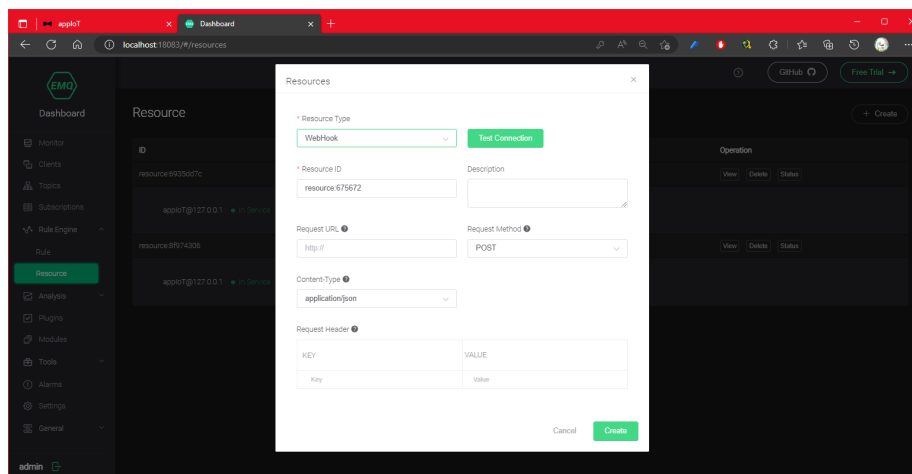 appIoT
Dashboard
localhost:18083/#/resources
EMQ
Dashboard
Monitor
Clients
Topics
Subscriptions
Rule Engine
Rule
Resource
Analysis
Plugins
Modules
Tools
Alarms
Settings
General
admin
GitHub
Free Trial →
Resource
+ Create
ID
Operation
resource:6935dd7c
View Delete Status
appIoT@127.0.0.1 In Service
resource:8f974306
View Delete Status
appIoT@127.0.0.1 In Service
Resources
* Resource Type
WebHook
Test Connection
* Resource ID
Description
resource:675672
Request URL
Request Method
http://
POST
Content-Type
application/json
Request Header
KEY VALUE
Key Value
Cancel Create